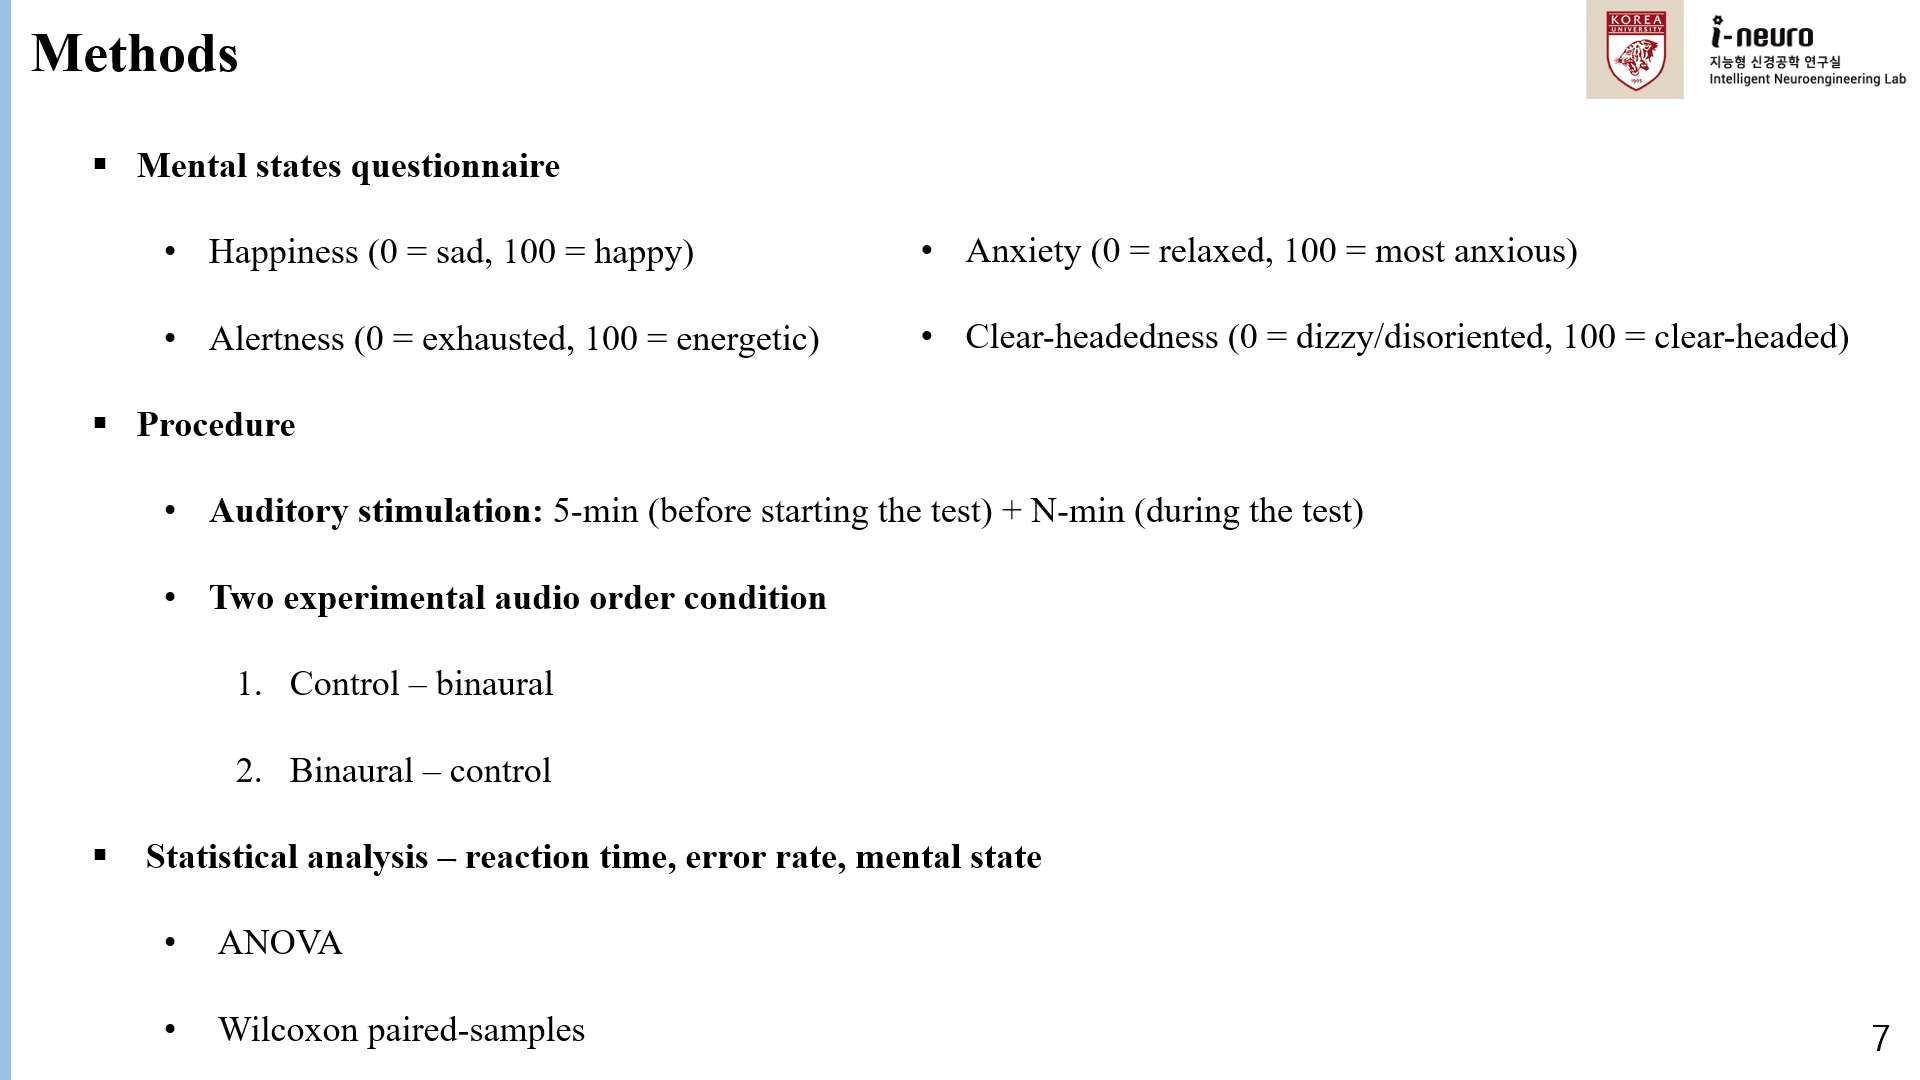 Methods
KOREA
UNIVERSITY
1905
i-neuro
지능형 신경공학 연구실
Intelligent Neuroengineering Lab
▪ Mental states questionnaire
• Happiness (0 = sad, 100 = happy)
• Anxiety (0 = relaxed, 100 = most anxious)
• Alertness (0 = exhausted, 100 = energetic)
• Clear-headedness (0 = dizzy/disoriented, 100 = clear-headed)
▪ Procedure
• Auditory stimulation: 5-min (before starting the test) + N-min (during the test)
• Two experimental audio order condition
1. Control – binaural
2. Binaural – control
▪ Statistical analysis – reaction time, error rate, mental state
• ANOVA
• Wilcoxon paired-samples
7